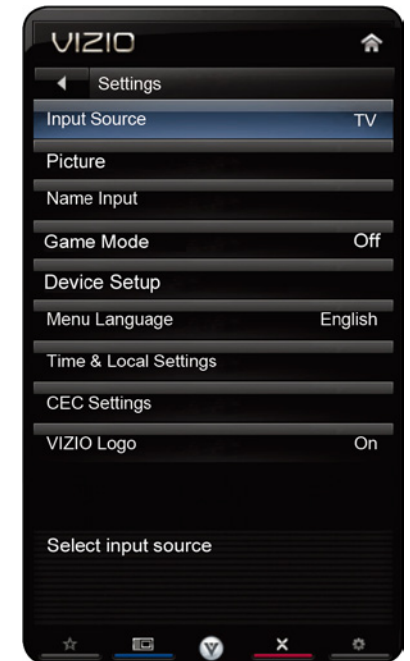 VIZIO
Settings
Input Source TV
Picture
Name Input
Game Mode Off
Device Setup
Menu Language English
Time & Local Settings
CEC Settings
VIZIO Logo On
Select input source
V